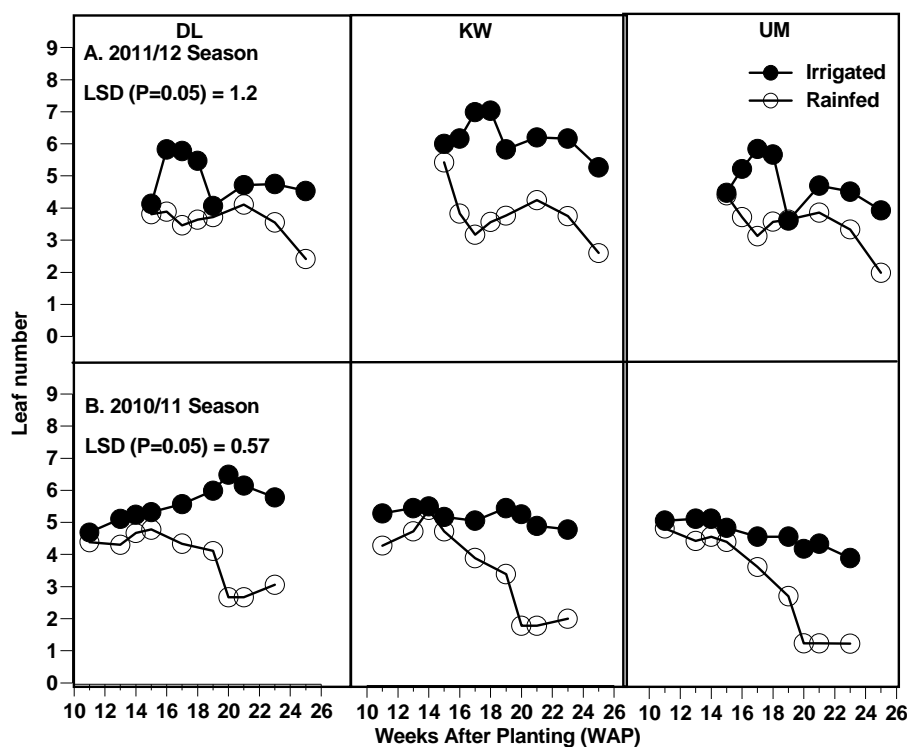 DL KW UM
A. 2011/12 Season
LSD (P=0.05) = 1.2
Irrigated
Rainfed
9
8
7
6
5
4
3
2
1
0
B. 2010/11 Season
LSD (P=0.05) = 0.57
9
8
7
6
5
4
3
2
1
0
Leaf number
10 12 14 16 18 20 22 24 26 10 12 14 16 18 20 22 24 26 10 12 14 16 18 20 22 24 26
Weeks After Planting (WAP)